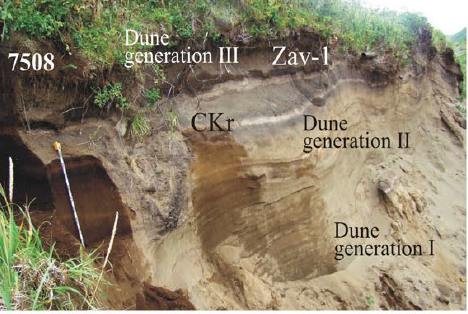 Dune
generation III
Zav-1
7508
CKr
Dune
generation II
Dune
generation I